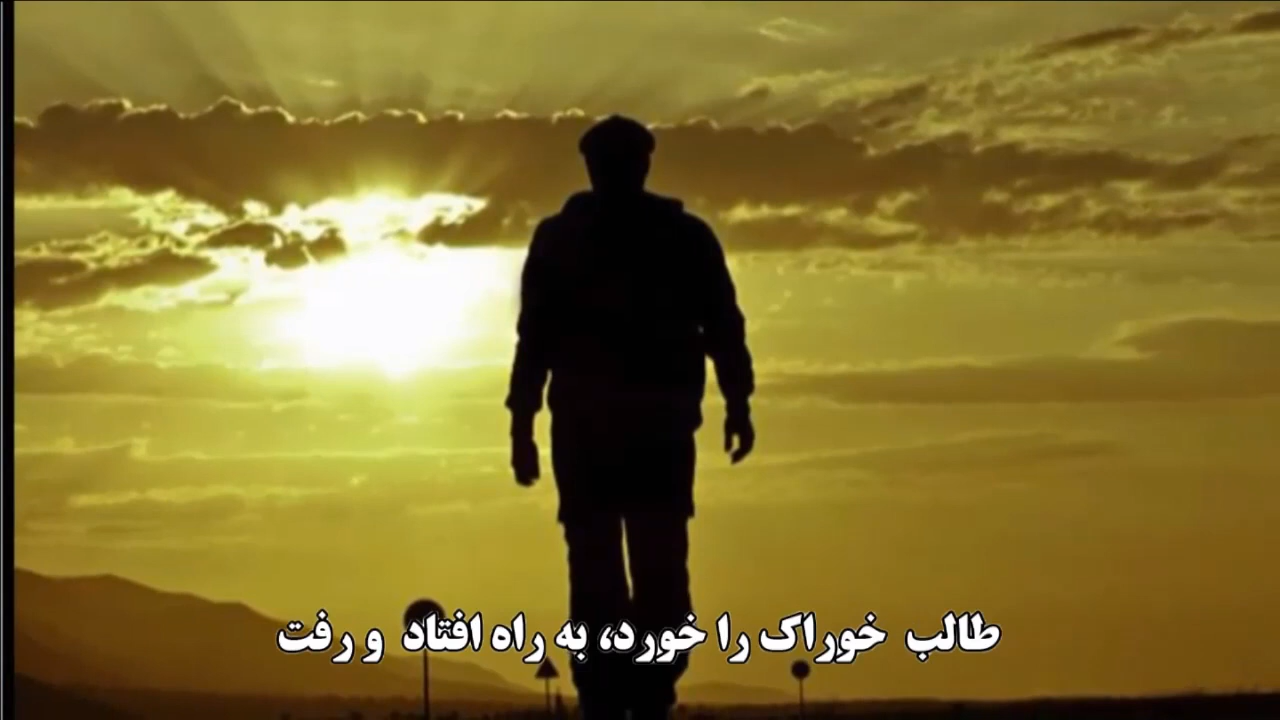 طالب خوراک را خورد، به راه افتاد و رفت